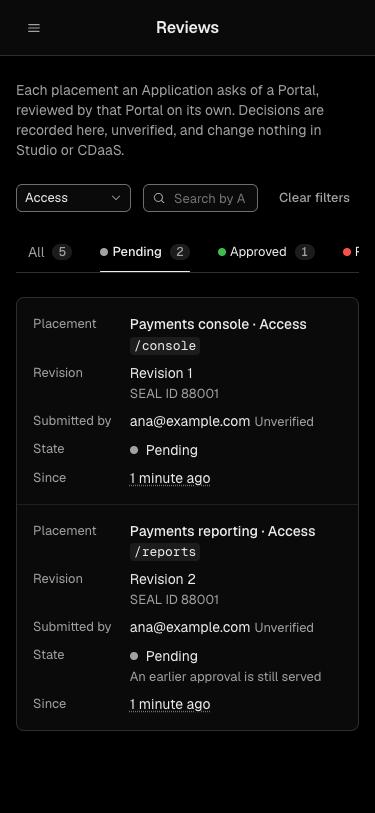 Reviews
Each placement an Application asks of a Portal,
reviewed by that Portal on its own. Decisions are
recorded here, unverified, and change nothing in
Studio or CDaaS.
Access Search by A Clear filters
All 5 Pending 2 Approved 1
Placement Payments console · Access
/console
Revision Revision 1
SEAL ID 88001
Submitted by ana@example.com Unverified
State Pending
Since 1 minute ago
Placement Payments reporting · Access
/reports
Revision Revision 2
SEAL ID 88001
Submitted by ana@example.com Unverified
State Pending
An earlier approval is still served
Since 1 minute ago